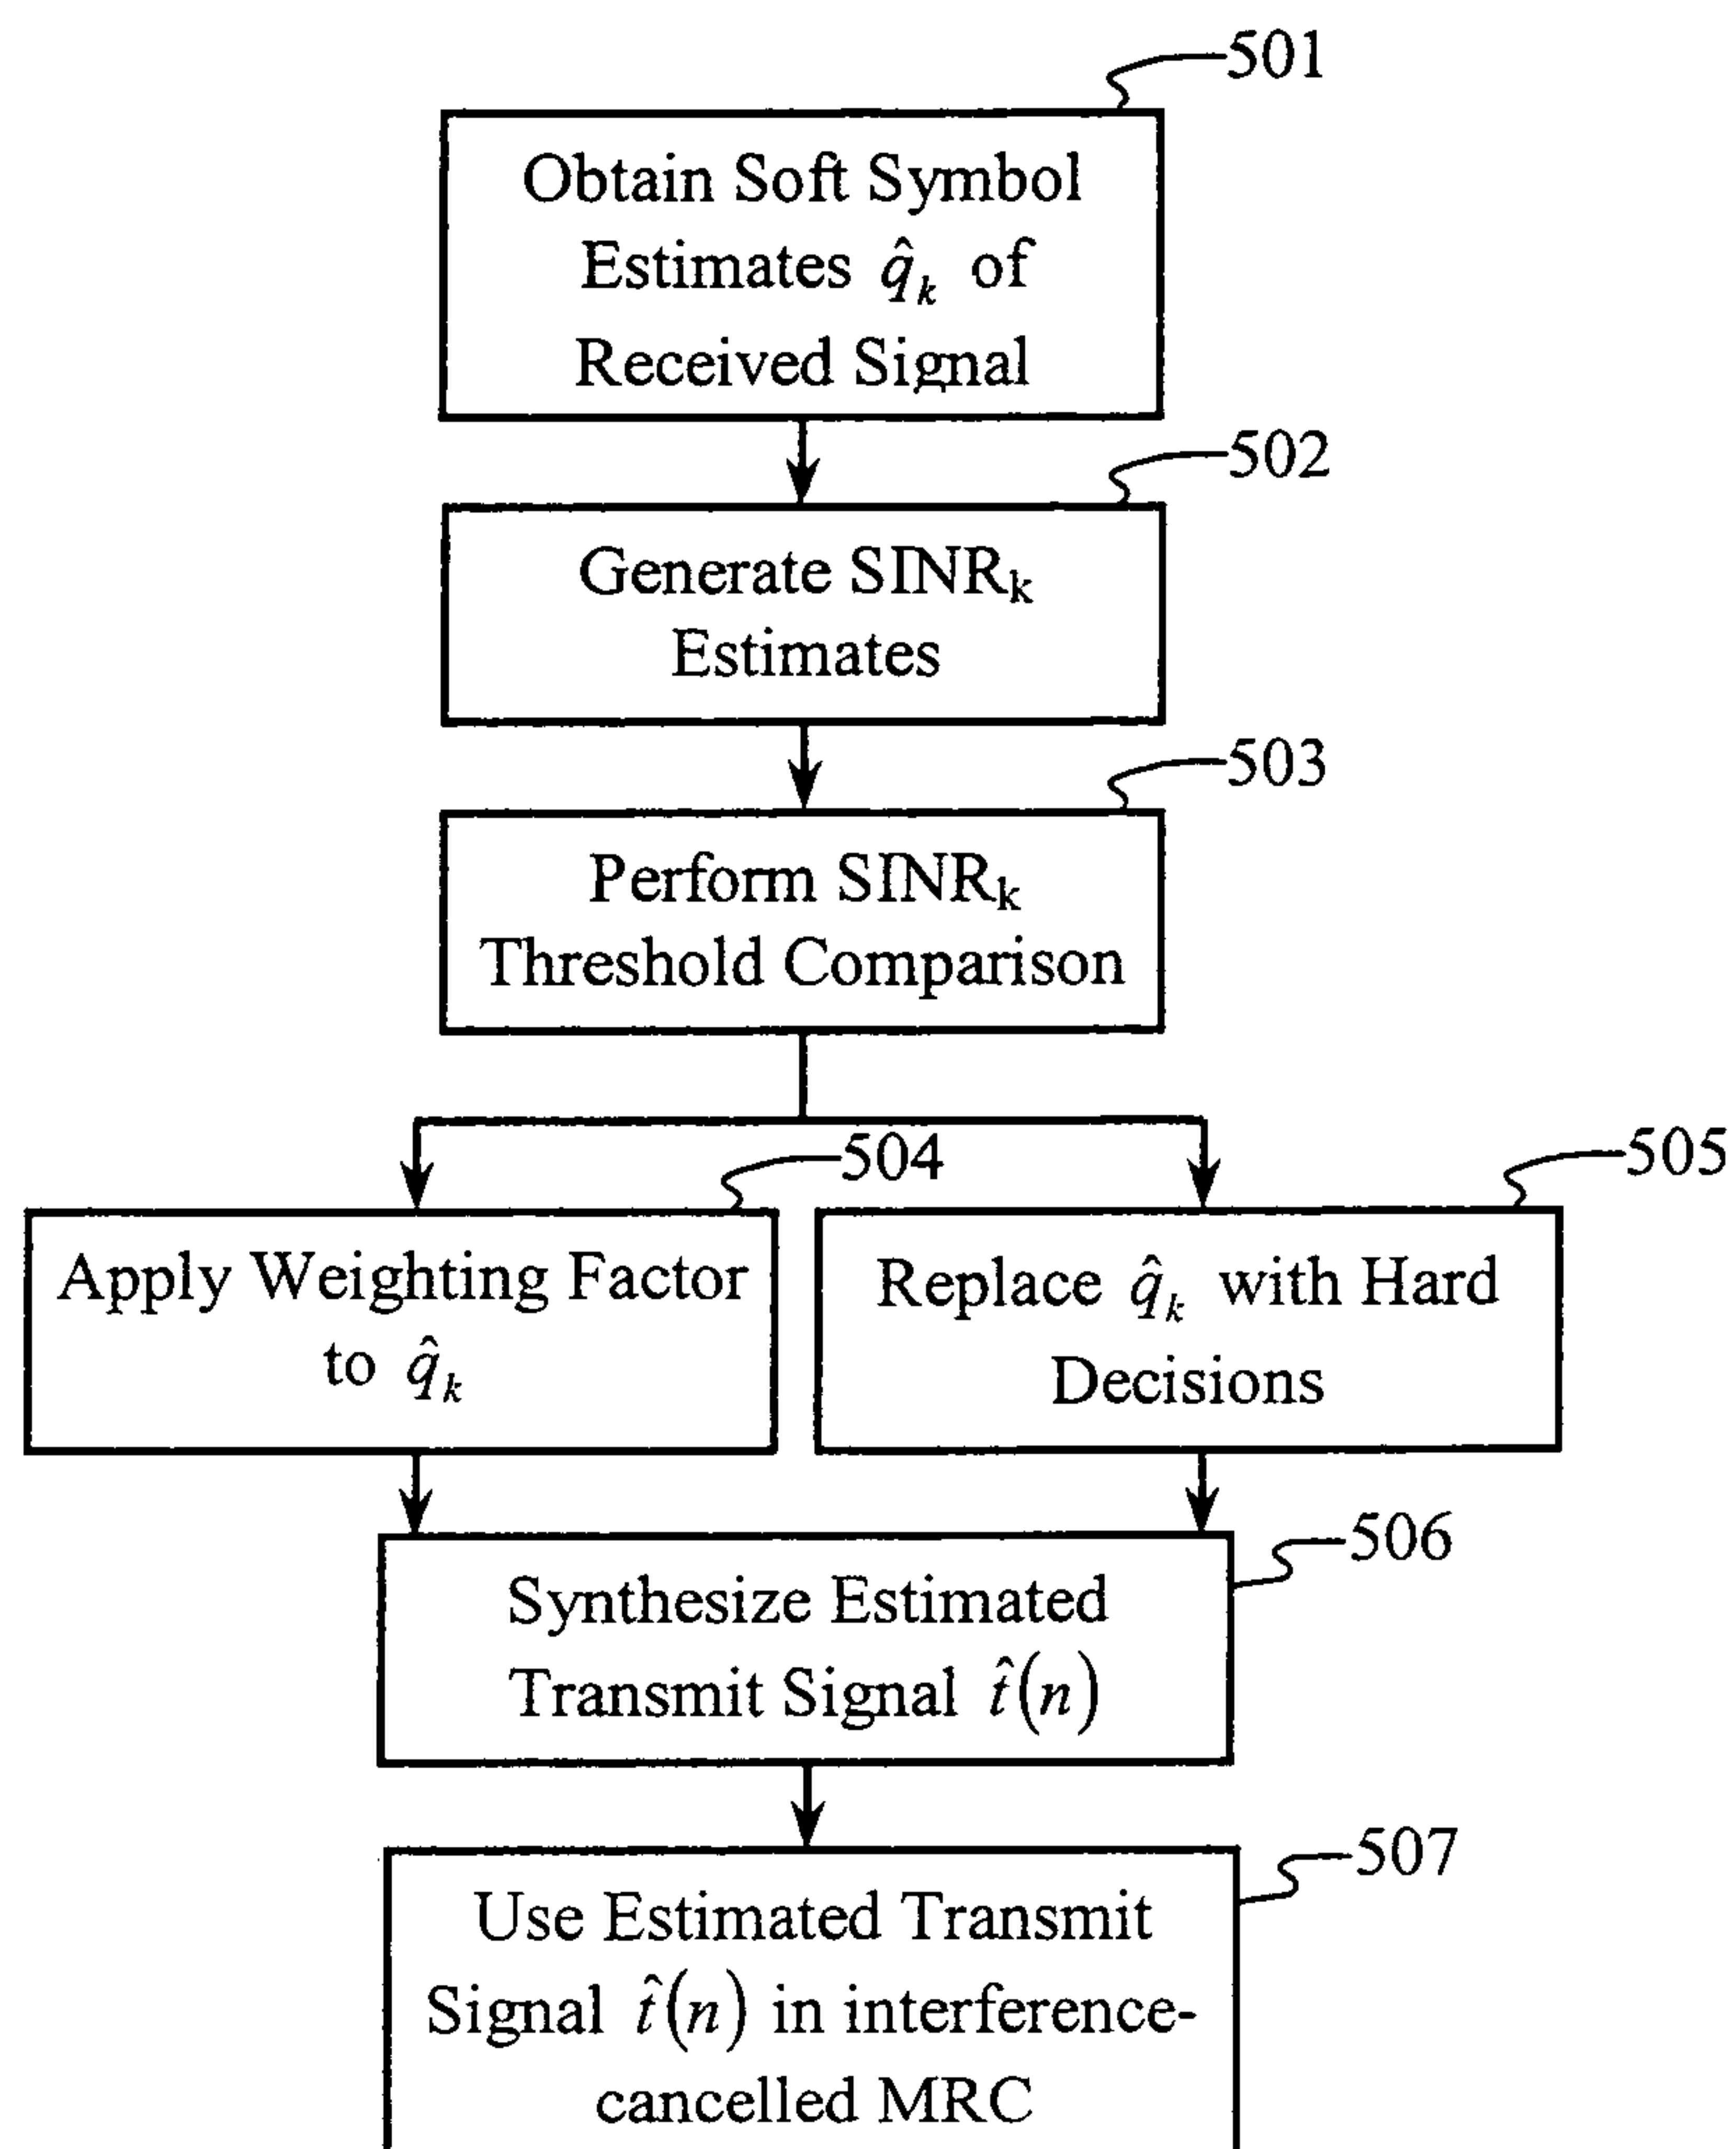 501
Obtain Soft Symbol
Estimates q̂ₖ of
Received Signal
502
Generate SINRₖ
Estimates
503
Perform SINRₖ
Threshold Comparison
504
505
Apply Weighting Factor
to q̂ₖ
Replace q̂ₖ with Hard
Decisions
506
Synthesize Estimated
Transmit Signal t̂(n)
507
Use Estimated Transmit
Signal t̂(n) in interference-
cancelled MRC